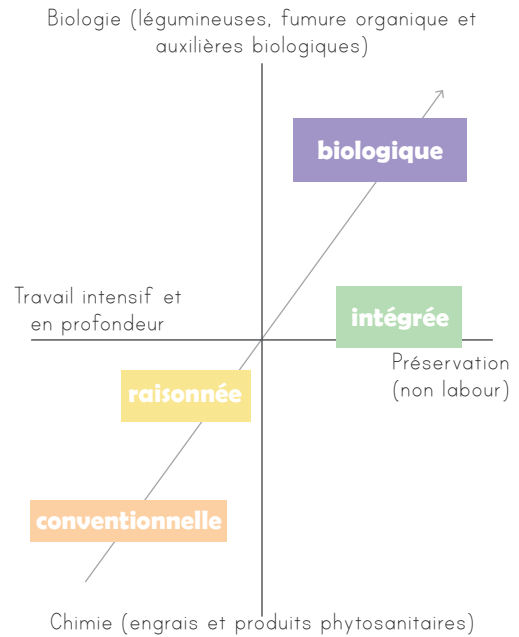 Biologie (légumineuses, fumure organique et
auxilières biologiques)
biologique
Travail intensif et
en profondeur
intégrée
Préservation
(non labour)
raisonnée
conventionnelle
Chimie (engrais et produits phytosanitaires)